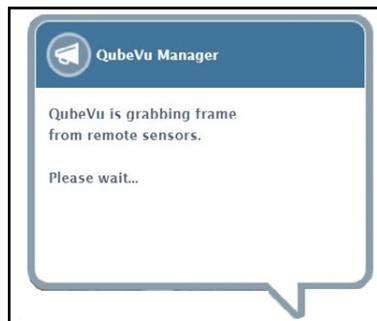 QubeVu Manager
QubeVu is grabbing frame
from remote sensors.
Please wait...